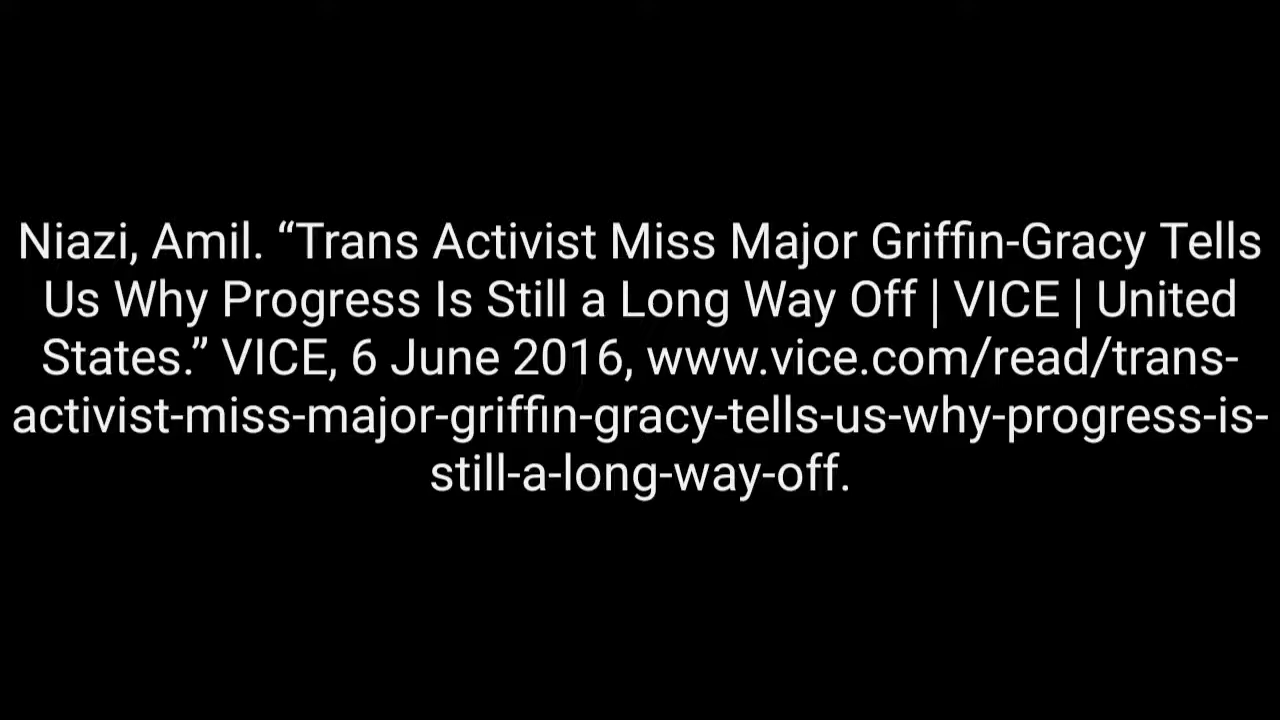 Niazi, Amil. “Trans Activist Miss Major Griffin-Gracy Tells
Us Why Progress Is Still a Long Way Off | VICE | United
States.” VICE, 6 June 2016, www.vice.com/read/trans-
activist-miss-major-griffin-gracy-tells-us-why-progress-is-
still-a-long-way-off.